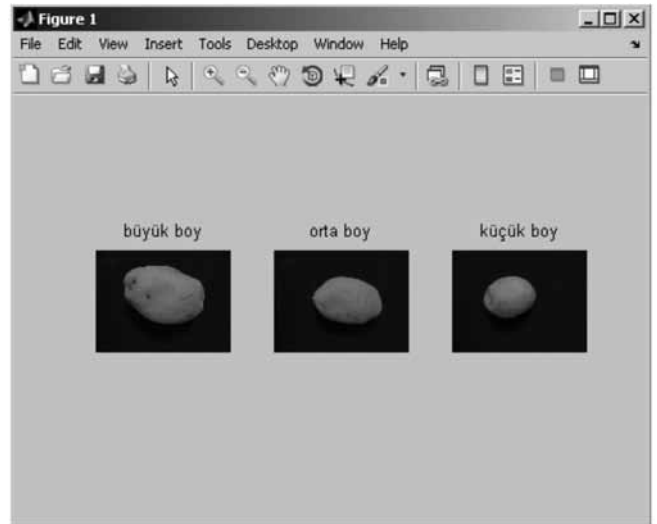 Figure 1
File Edit View Insert Tools Desktop Window Help
büyük boy orta boy küçük boy